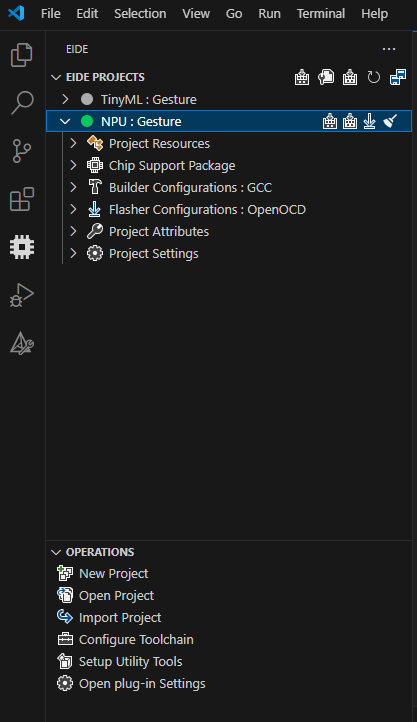 File Edit Selection View Go Run Terminal Help
EIDE
EIDE PROJECTS
TinyML : Gesture
NPU : Gesture
Project Resources
Chip Support Package
Builder Configurations : GCC
Flasher Configurations : OpenOCD
Project Attributes
Project Settings
OPERATIONS
New Project
Open Project
Import Project
Configure Toolchain
Setup Utility Tools
Open plug-in Settings